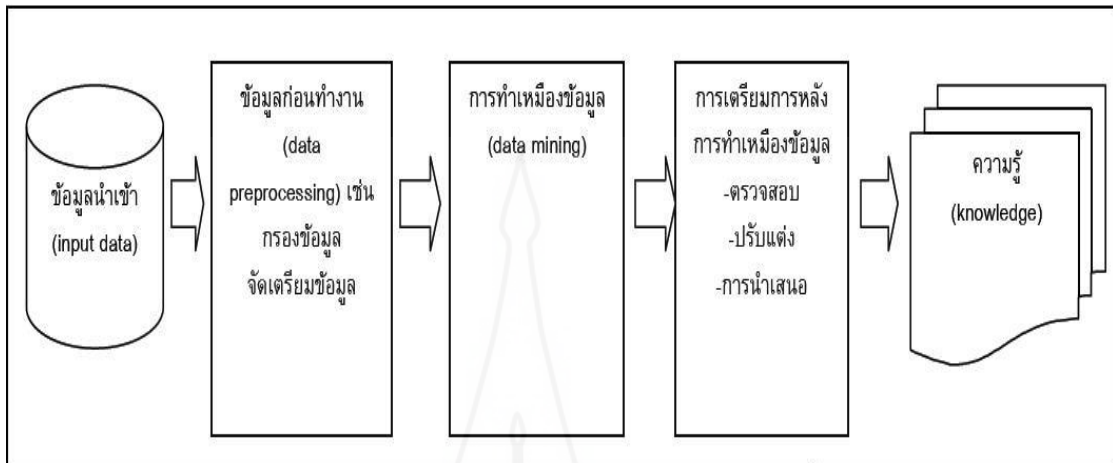 ข้อมูลนำเข้า
(input data)
ข้อมูลก่อนทำงาน
(data
preprocessing) เช่น
กรองข้อมูล
จัดเตรียมข้อมูล
การทำเหมืองข้อมูล
(data mining)
การเตรียมการหลัง
การทำเหมืองข้อมูล
-ตรวจสอบ
-ปรับแต่ง
-การนำเสนอ
ความรู้
(knowledge)